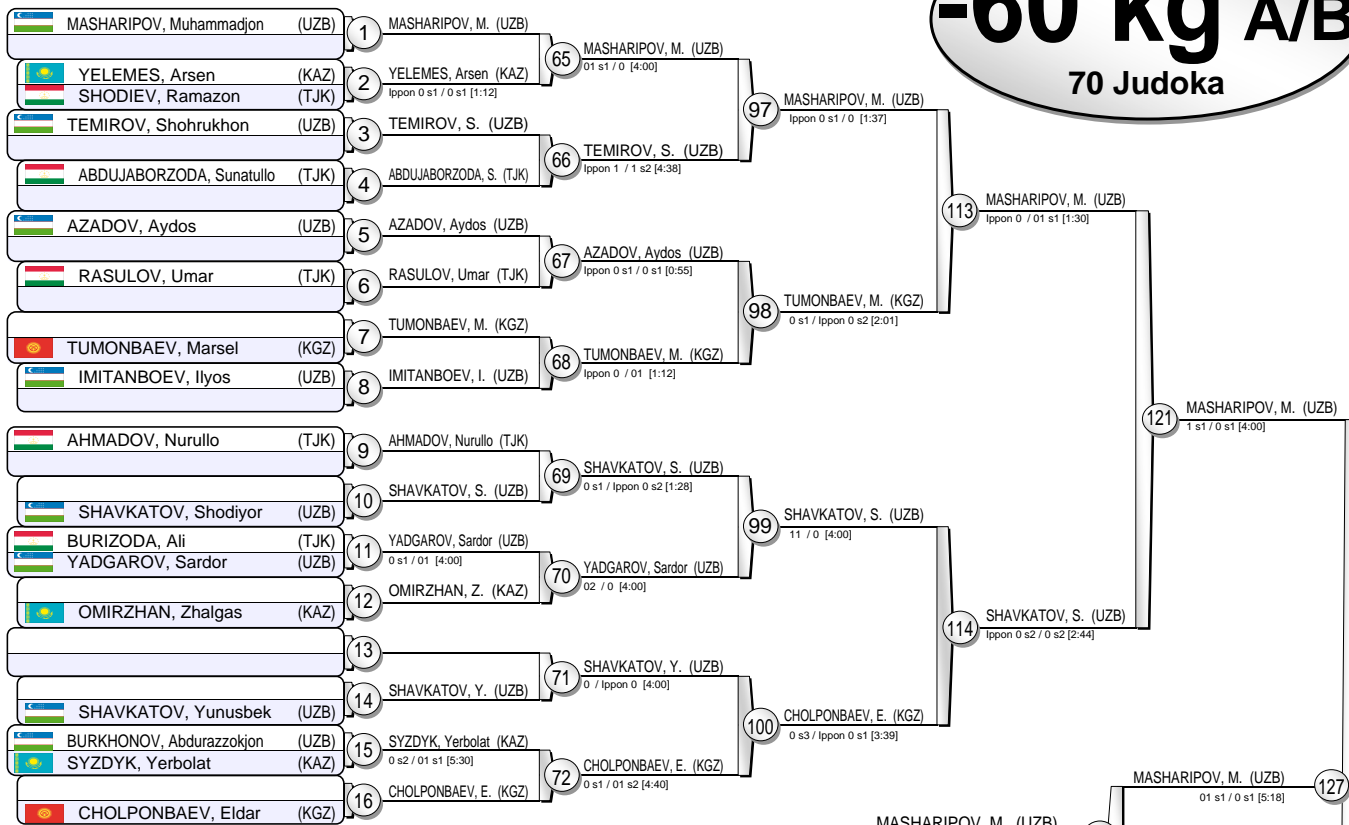 -60 kg A/B
70 Judoka
MASHARIPOV, Muhammadjon (UZB)
YELEMES, Arsen (KAZ)
SHODIEV, Ramazon (TJK)
TEMIROV, Shohrukhon (UZB)
ABDUJABORZODA, Sunatullo (TJK)
AZADOV, Aydos (UZB)
RASULOV, Umar (TJK)
TUMONBAEV, Marsel (KGZ)
IMITANBOEV, Ilyos (UZB)
AHMADOV, Nurullo (TJK)
SHAVKATOV, Shodiyor (UZB)
BURIZODA, Ali (TJK)
YADGAROV, Sardor (UZB)
OMIRZHAN, Zhalgas (KAZ)
SHAVKATOV, Yunusbek (UZB)
BURKHONOV, Abdurazzokjon (UZB)
SYZDYK, Yerbolat (KAZ)
CHOLPONBAEV, Eldar (KGZ)
1 MASHARIPOV, M. (UZB)
2 YELEMES, Arsen (KAZ)
Ippon 0 s1 / 0 s1 [1:12]
3 TEMIROV, S. (UZB)
4 ABDUJABORZODA, S. (TJK)
5 AZADOV, Aydos (UZB)
6 RASULOV, Umar (TJK)
7 TUMONBAEV, M. (KGZ)
8 IMITANBOEV, I. (UZB)
9 AHMADOV, Nurullo (TJK)
10 SHAVKATOV, S. (UZB)
11 YADGAROV, Sardor (UZB)
0 s1 / 01 [4:00]
12 OMIRZHAN, Z. (KAZ)
13
14 SHAVKATOV, Y. (UZB)
15 SYZDYK, Yerbolat (KAZ)
0 s2 / 01 s1 [5:30]
16 CHOLPONBAEV, E. (KGZ)
65 MASHARIPOV, M. (UZB)
01 s1 / 0 [4:00]
66 TEMIROV, S. (UZB)
Ippon 1 / 1 s2 [4:38]
67 AZADOV, Aydos (UZB)
Ippon 0 s1 / 0 s1 [0:55]
68 TUMONBAEV, M. (KGZ)
Ippon 0 / 01 [1:12]
69 SHAVKATOV, S. (UZB)
0 s1 / Ippon 0 s2 [1:28]
70 YADGAROV, Sardor (UZB)
02 / 0 [4:00]
71 SHAVKATOV, Y. (UZB)
0 / Ippon 0 [4:00]
72 CHOLPONBAEV, E. (KGZ)
0 s1 / 01 s2 [4:40]
97 MASHARIPOV, M. (UZB)
Ippon 0 s1 / 0 [1:37]
98 TUMONBAEV, M. (KGZ)
0 s1 / Ippon 0 s2 [2:01]
99 SHAVKATOV, S. (UZB)
11 / 0 [4:00]
100 CHOLPONBAEV, E. (KGZ)
0 s3 / Ippon 0 s1 [3:39]
113 MASHARIPOV, M. (UZB)
Ippon 0 / 01 s1 [1:30]
114 SHAVKATOV, S. (UZB)
Ippon 0 s2 / 0 s2 [2:44]
121 MASHARIPOV, M. (UZB)
1 s1 / 0 s1 [4:00]
MASHARIPOV, M. (UZB) 127
01 s1 / 0 s1 [5:18]
MASHARIPOV, M. (UZB)